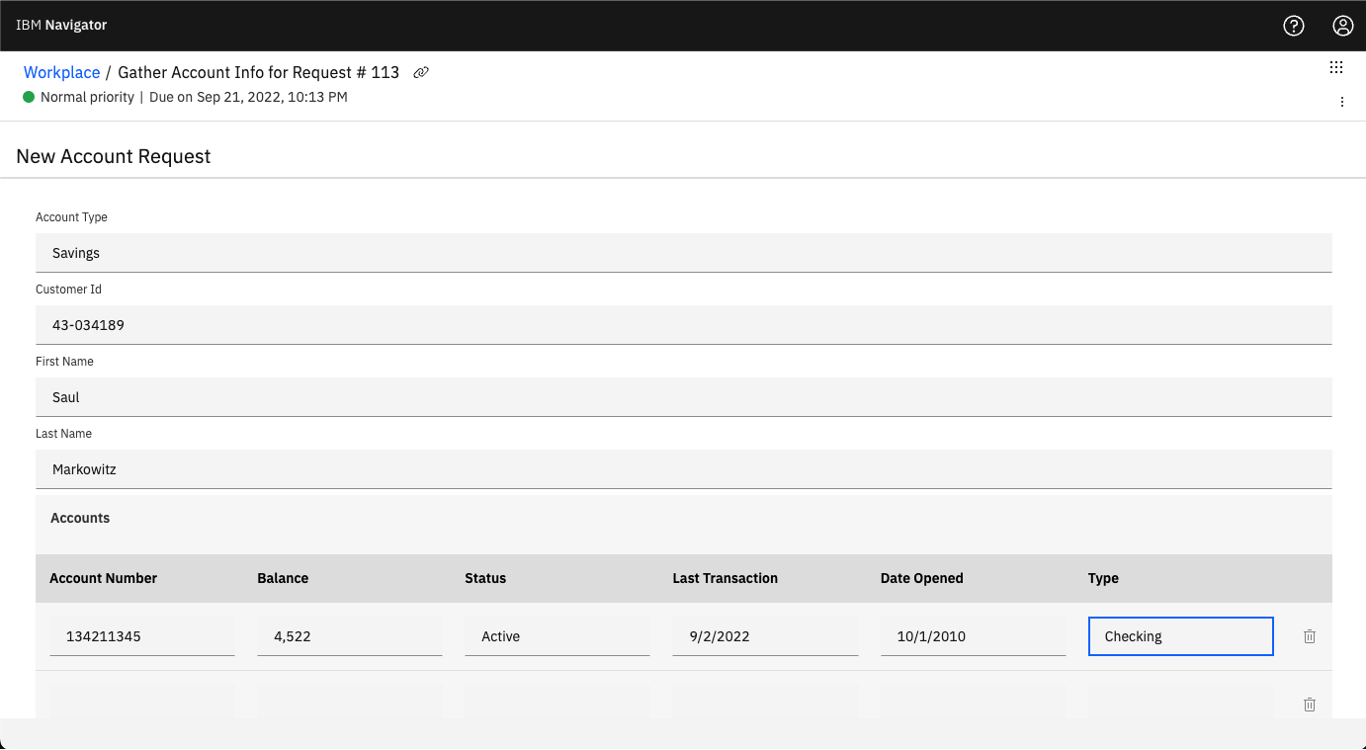 IBM Navigator
Workplace / Gather Account Info for Request # 113
Normal priority | Due on Sep 21, 2022, 10:13 PM
New Account Request
Account Type
Savings
Customer Id
43-034189
First Name
Saul
Last Name
Markowitz
Accounts
Account Number Balance Status Last Transaction Date Opened Type
134211345 4,522 Active 9/2/2022 10/1/2010 Checking